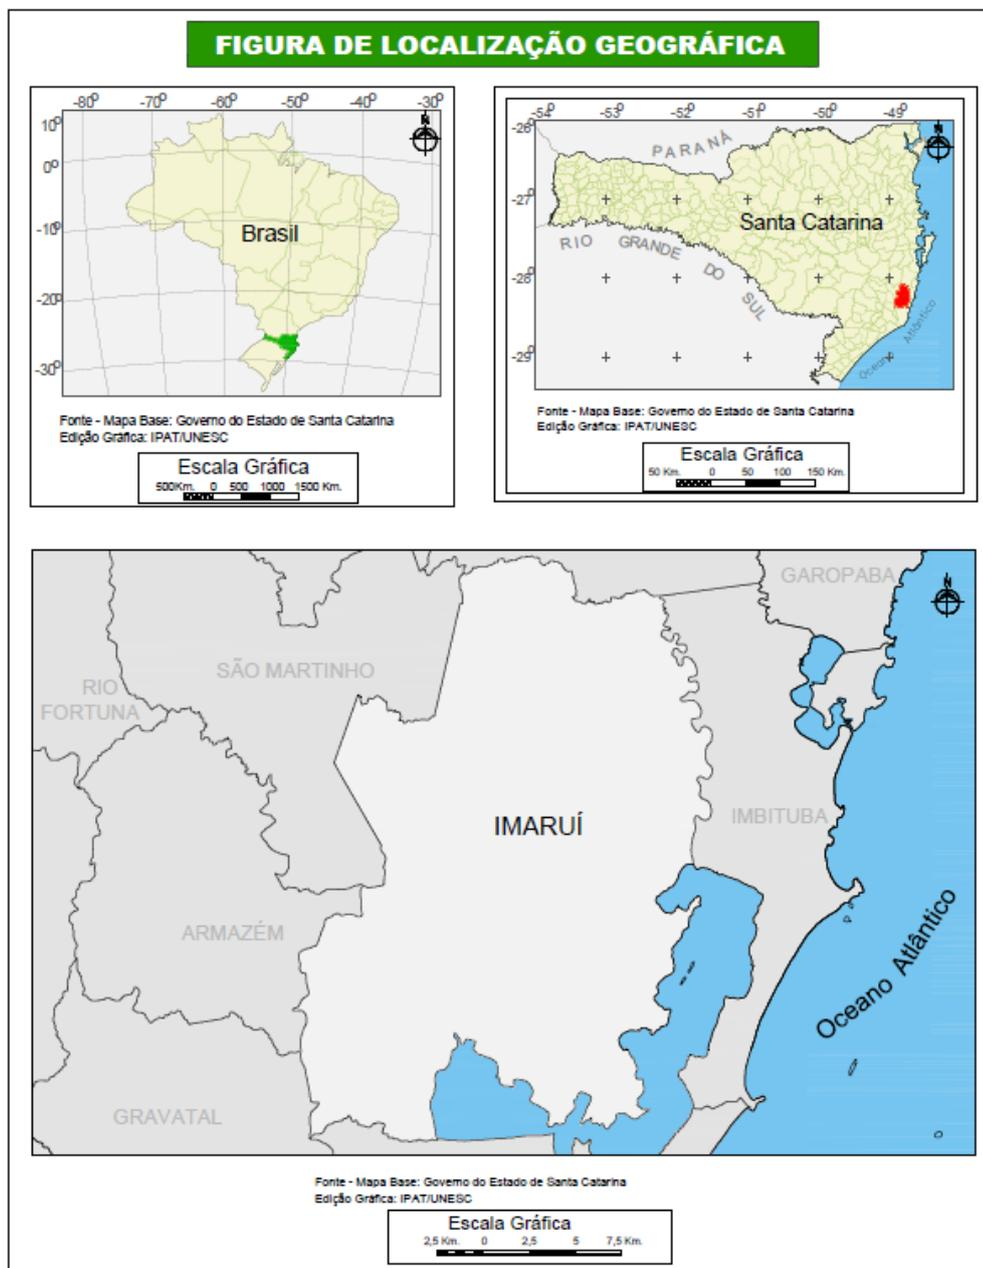 FIGURA DE LOCALIZAÇÃO GEOGRÁFICA
-80º -70º -60º -50º -40º -30º
10º
0º
-10º
-20º
-30º
N
Brasil
Fonte - Mapa Base: Governo do Estado de Santa Catarina
Edição Gráfica: IPAT/UNESC
Escala Gráfica
500Km. 0 500 1000 1500 Km.
-54º -53º -52º -51º -50º -49º
-26º
-27º
-28º
-29º
N
PARANÁ
Santa Catarina
RIO GRANDE DO SUL
Oceano Atlântico
Fonte - Mapa Base: Governo do Estado de Santa Catarina
Edição Gráfica: IPAT/UNESC
Escala Gráfica
50 Km. 0 50 100 150 Km.
GAROPABA
N
SÃO MARTINHO
RIO
FORTUNA
IMBITUBA
IMARUÍ
ARMAZÉM
Oceano Atlântico
GRAVATAL
Fonte - Mapa Base: Governo do Estado de Santa Catarina
Edição Gráfica: IPAT/UNESC
Escala Gráfica
2,5 Km. 0 2,5 5 7,5 Km.